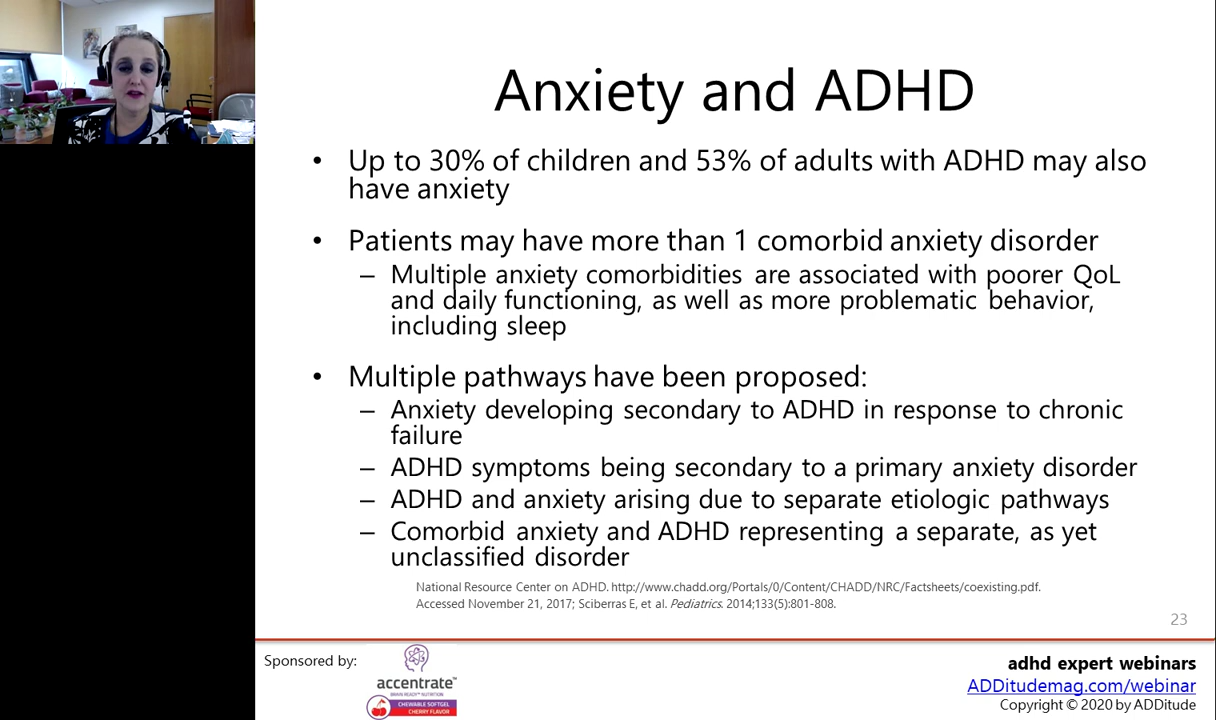 Anxiety and ADHD
• Up to 30% of children and 53% of adults with ADHD may also
have anxiety
• Patients may have more than 1 comorbid anxiety disorder
– Multiple anxiety comorbidities are associated with poorer QoL
and daily functioning, as well as more problematic behavior,
including sleep
• Multiple pathways have been proposed:
– Anxiety developing secondary to ADHD in response to chronic
failure
– ADHD symptoms being secondary to a primary anxiety disorder
– ADHD and anxiety arising due to separate etiologic pathways
– Comorbid anxiety and ADHD representing a separate, as yet
unclassified disorder
National Resource Center on ADHD. http://www.chadd.org/Portals/0/Content/CHADD/NRC/Factsheets/coexisting.pdf.
Accessed November 21, 2017; Sciberras E, et al. Pediatrics. 2014;133(5):801-808.
23
Sponsored by:
accentrate™
BRAIN READY® NUTRITION
CHEWABLE SOFTGEL
CHERRY FLAVOR
adhd expert webinars
ADDitudemag.com/webinar
Copyright © 2020 by ADDitude